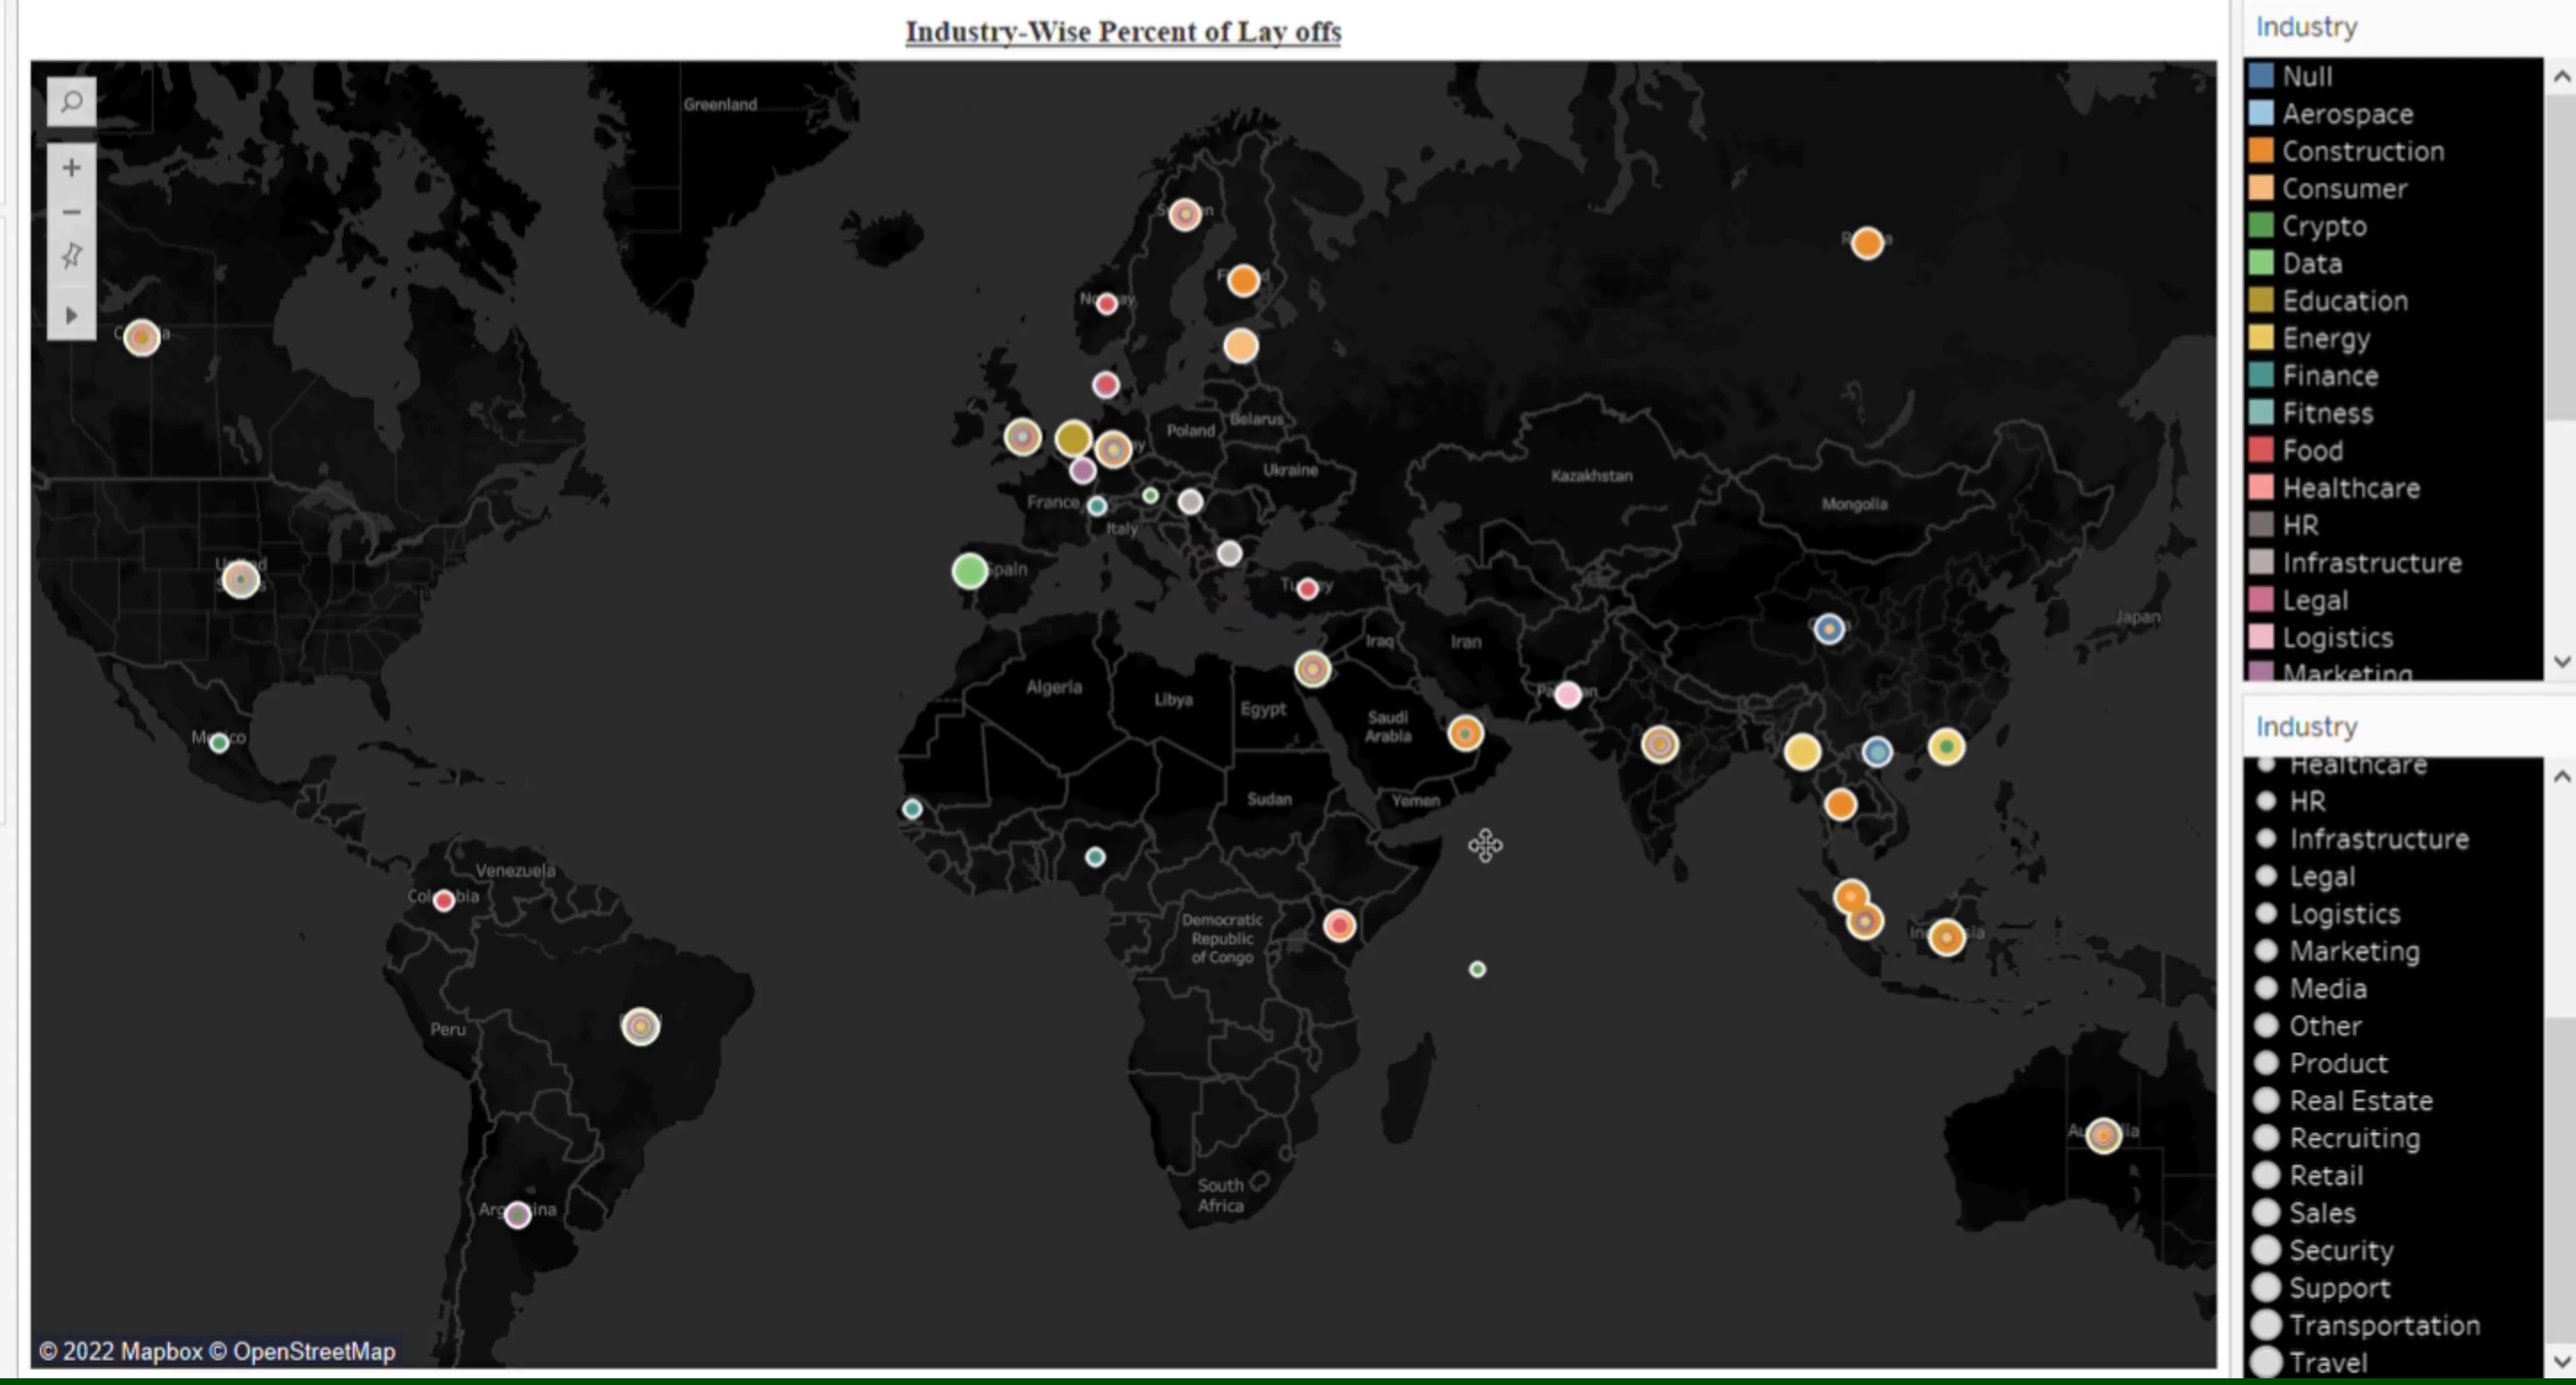 Industry-Wise Percent of Lay offs
Greenland
Poland
Belarus
Ukraine
Kazakhstan
Mongolia
France
Italy
Spain
Japan
Iraq
Iran
Algeria
Libya
Egypt
Saudi
Arabia
Sudan
Yemen
Venezuela
Democratic
Republic
of Congo
Peru
South
Africa
© 2022 Mapbox © OpenStreetMap
Industry
Null
Aerospace
Construction
Consumer
Crypto
Data
Education
Energy
Finance
Fitness
Food
Healthcare
HR
Infrastructure
Legal
Logistics
Marketing
Industry
Healthcare
HR
Infrastructure
Legal
Logistics
Marketing
Media
Other
Product
Real Estate
Recruiting
Retail
Sales
Security
Support
Transportation
Travel